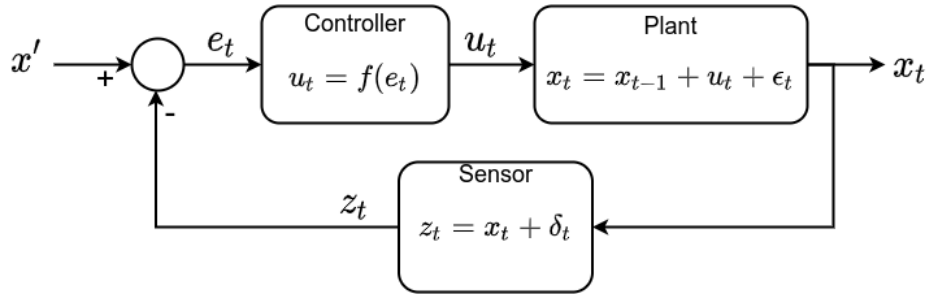 x′
+
-
e_t
Controller
u_t = f(e_t)
u_t
Plant
x_t = x_{t−1} + u_t + ϵ_t
x_t
Sensor
z_t = x_t + δ_t
z_t